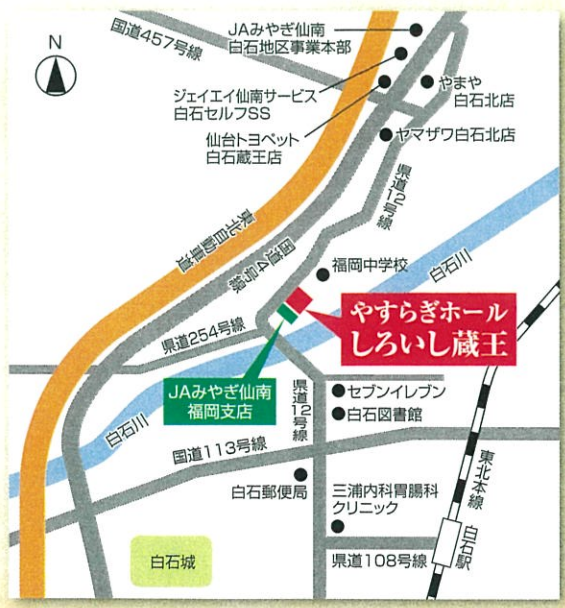 N
国道457号線
JAみやぎ仙南
白石地区事業本部
ジェイエイ仙南サービス
白石セルフSS
やまや
白石北店
仙台トヨペット
白石蔵王店
ヤマザワ白石北店
県道12号線
東北自動車道
国道4号線
福岡中学校
白石川
やすらぎホール
しろいし蔵王
県道254号線
JAみやぎ仙南
福岡支店
県道12号線
セブンイレブン
白石図書館
白石川
国道113号線
白石郵便局
三浦内科胃腸科
クリニック
東北本線
白石駅
白石城
県道108号線